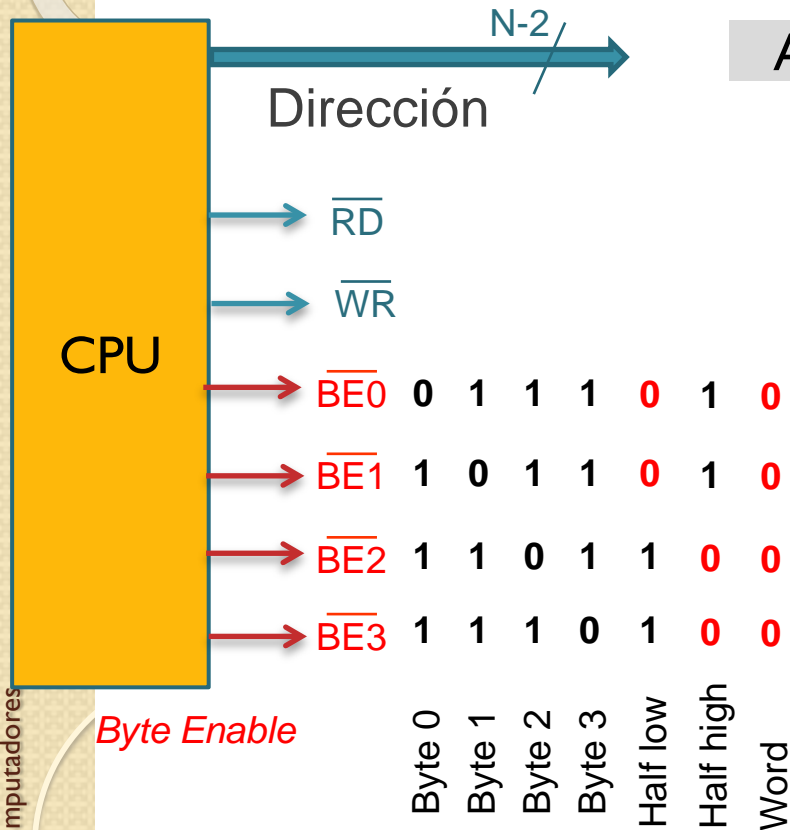 N-2
A
Dirección
RD
WR
CPU
BE0 0 1 1 1 0 1 0
BE1 1 0 1 1 0 1 0
BE2 1 1 0 1 1 0 0
BE3 1 1 1 0 1 0 0
Byte Enable
Byte 0
Byte 1
Byte 2
Byte 3
Half low
Half high
Word
mputadores